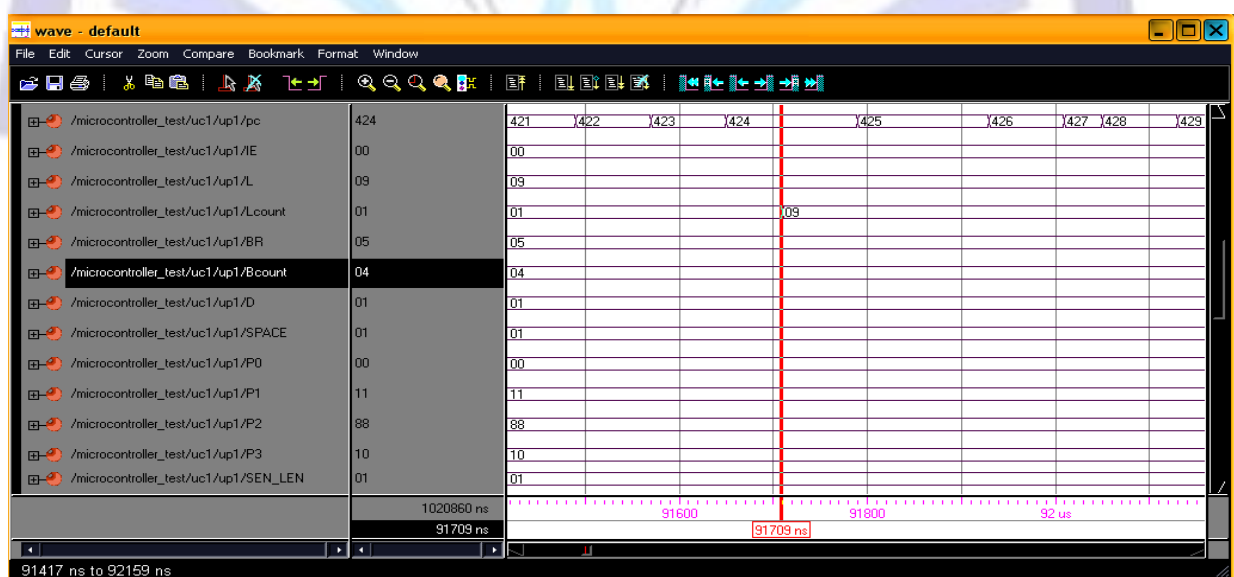 wave - default
File Edit Cursor Zoom Compare Bookmark Format Window
/microcontroller_test/uc1/up1/pc 424 421 422 423 424 425 426 427 428 429
/microcontroller_test/uc1/up1/IE 00 00
/microcontroller_test/uc1/up1/L 09 09
/microcontroller_test/uc1/up1/Lcount 01 01 09
/microcontroller_test/uc1/up1/BR 05 05
/microcontroller_test/uc1/up1/Bcount 04 04
/microcontroller_test/uc1/up1/D 01 01
/microcontroller_test/uc1/up1/SPACE 01 01
/microcontroller_test/uc1/up1/P0 00 00
/microcontroller_test/uc1/up1/P1 11 11
/microcontroller_test/uc1/up1/P2 88 88
/microcontroller_test/uc1/up1/P3 10 10
/microcontroller_test/uc1/up1/SEN_LEN 01 01
1020860 ns 91600 91800 92 us
91709 ns 91709 ns
91417 ns to 92159 ns